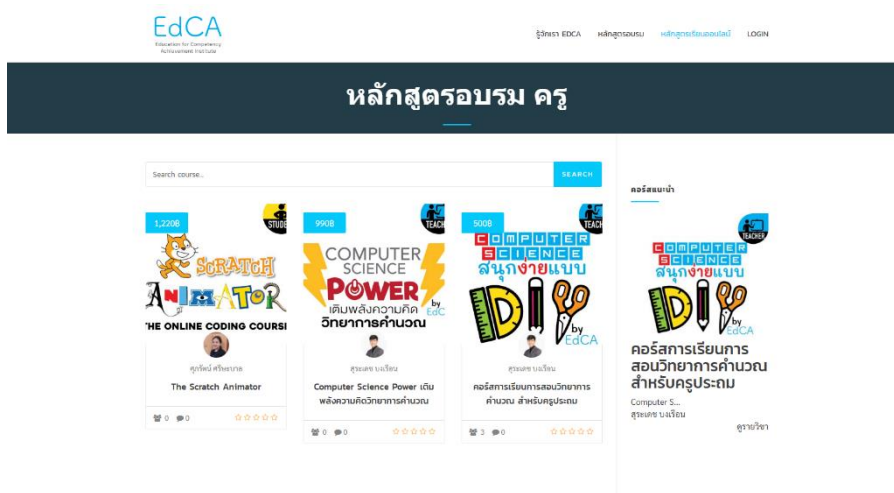 EdCA
Education for Competency
Achievement Institute
รู้จักเรา EDCA หลักสูตรอบรม หลักสูตรเรียนออนไลน์ LOGIN
หลักสูตรอบรม ครู
Search course..
SEARCH
คอร์สแนะนำ
1,220฿
STUDE
SCRATCH
ANIMATOR
HE ONLINE CODING COURSI
The Scratch Animator
0 0
990฿
TEACH
COMPUTER
SCIENCE
POWER
เติมพลังความคิด
วิทยาการคำนวณ
by
EdC
สุระเดช บงเรือน
Computer Science Power เติม
พลังความคิดวิทยาการคำนวณ
0 0
500฿
TEACH
COMPUTER
SCIENCE
สนุกง่ายแบบ
DIY
by
EdCA
สุระเดช บงเรือน
คอร์สการเรียนการสอนวิทยาการ
คำนวณ สำหรับครูประถม
3 0
TEACHER
COMPUTER
SCIENCE
สนุกง่ายแบบ
DIY
by
EdCA
คอร์สการเรียนการ
สอนวิทยาการคำนวณ
สำหรับครูประถม
Computer S...
สุระเดช บงเรือน
ดูรายวิชา